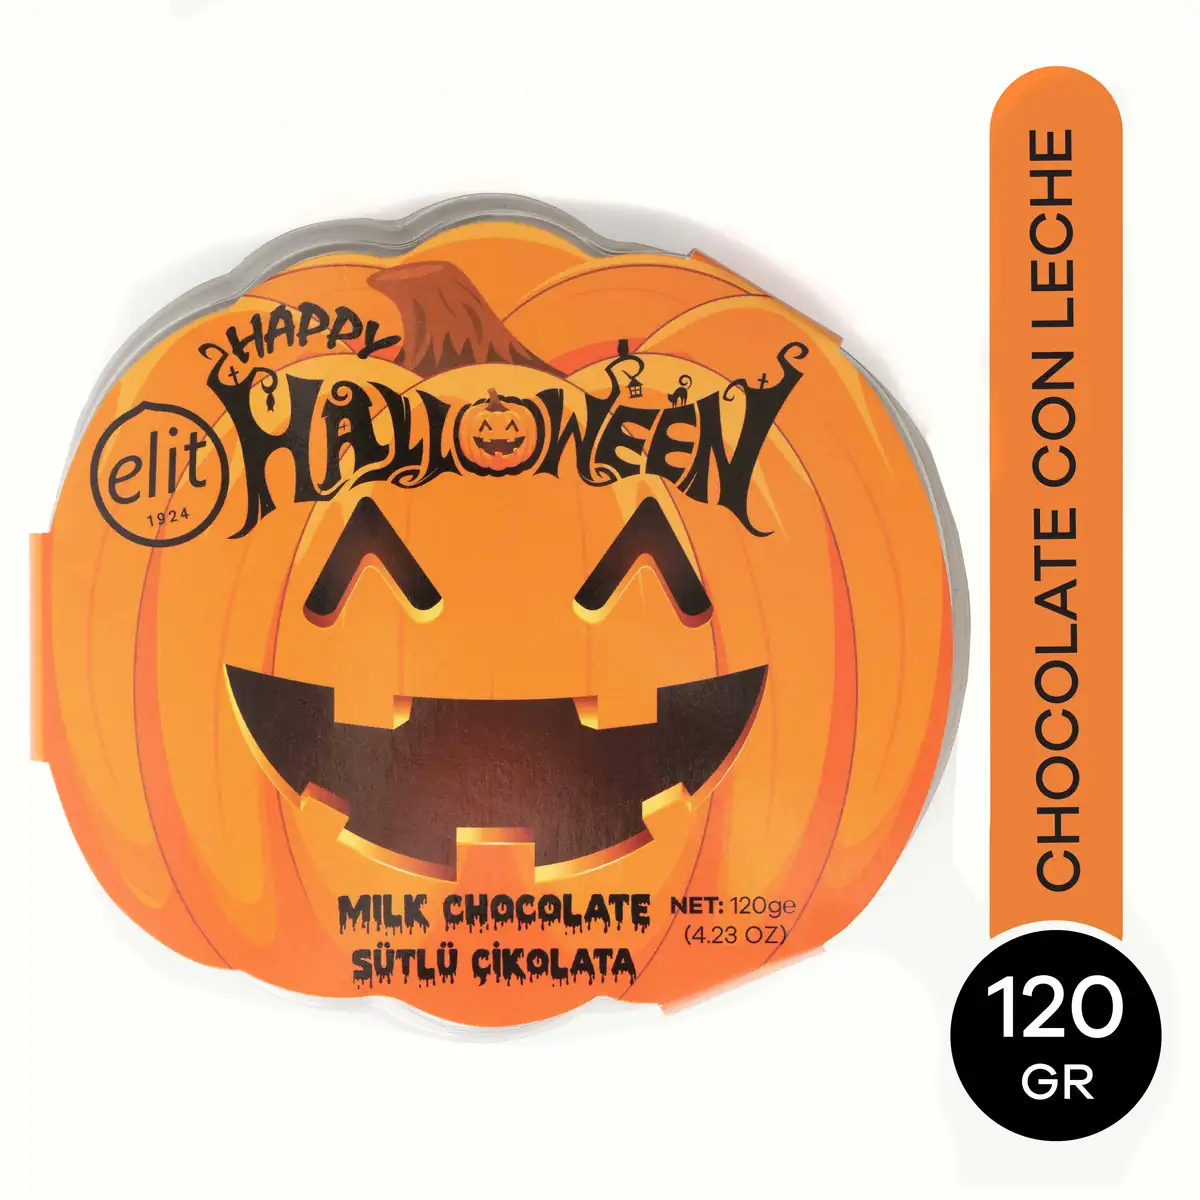 HAPPY
HALLOWEEN
elit
1924
MILK CHOCOLATE
SÜTLÜ ÇİKOLATA
NET: 120ge
(4.23 OZ)
CHOCOLATE CON LECHE
120
GR